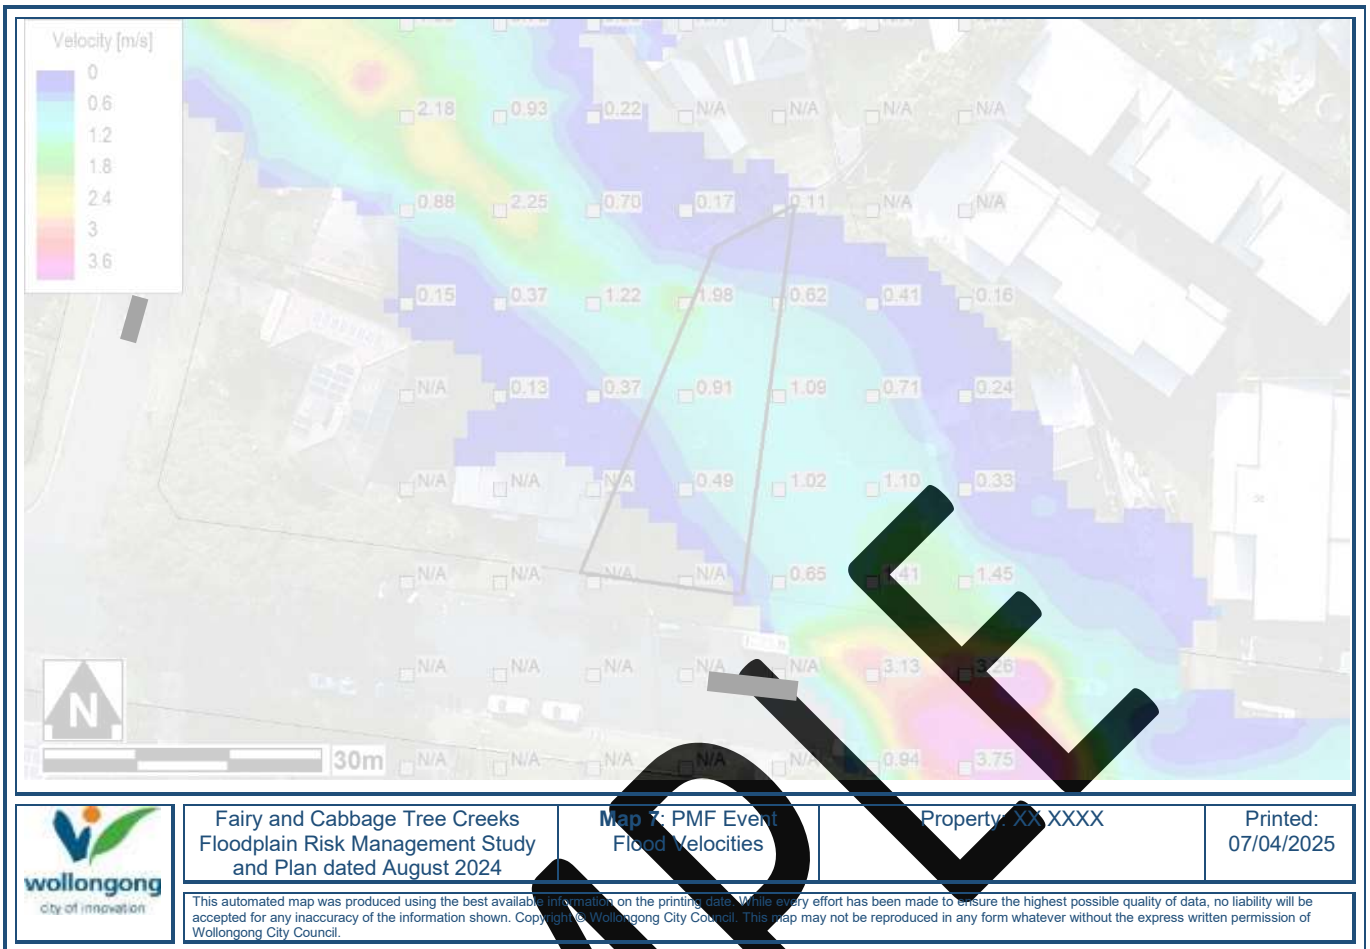 Velocity [m/s]
0
0.6
1.2
1.8
2.4
3
3.6
2.18 0.93 0.22 N/A N/A N/A N/A
0.88 2.25 0.70 0.17 0.11 N/A N/A
0.15 0.37 1.22 1.98 0.62 0.41 0.16
N/A 0.13 0.37 0.91 1.09 0.71 0.24
N/A N/A N/A 0.49 1.02 1.10 0.33
N/A N/A N/A N/A 0.65 1.41 1.45
N/A N/A N/A N/A N/A 3.13 3.26
N/A N/A N/A N/A N/A 0.94 3.75
N
30m
wollongong
city of innovation
Fairy and Cabbage Tree Creeks
Floodplain Risk Management Study
and Plan dated August 2024
Map 7: PMF Event
Flood Velocities
Property: XX XXXX
Printed:
07/04/2025
This automated map was produced using the best available information on the printing date. While every effort has been made to ensure the highest possible quality of data, no liability will be
accepted for any inaccuracy of the information shown. Copyright © Wollongong City Council. This map may not be reproduced in any form whatever without the express written permission of
Wollongong City Council.